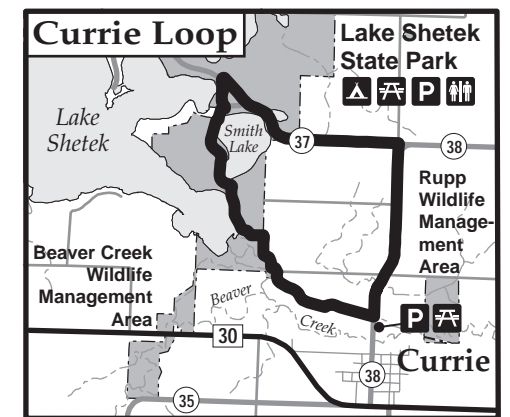 Currie Loop
Lake Shetek
State Park
P
Lake
Shetek
Smith
Lake
37
38
Rupp
Wildlife
Manage-
ment
Area
Beaver Creek
Wildlife
Management
Area
Beaver
Creek
P
30
Currie
38
35